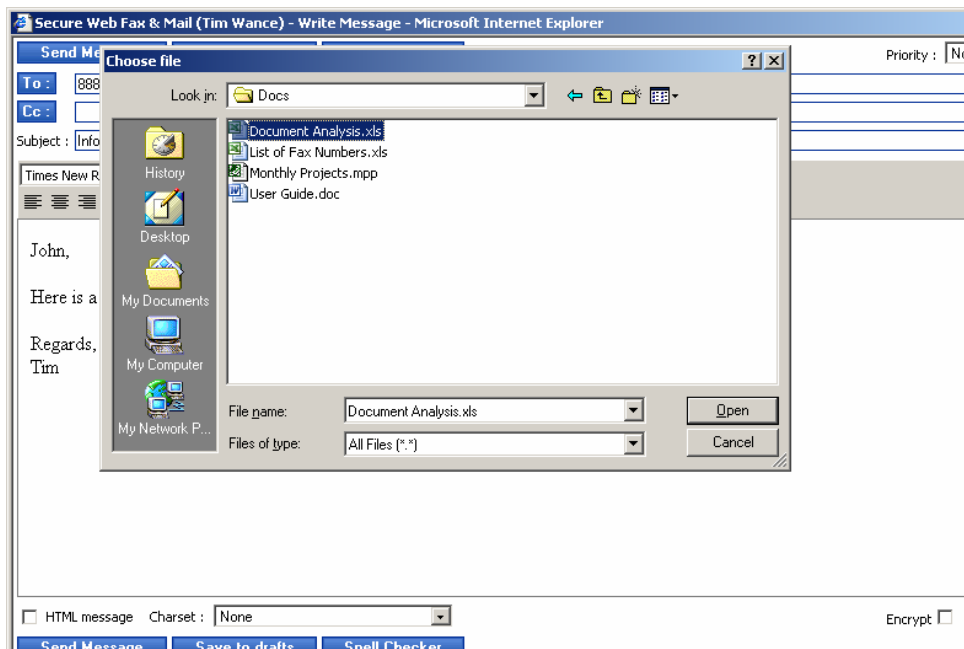 Secure Web Fax & Mail (Tim Wance) - Write Message - Microsoft Internet Explorer
Send Me
Priority :
Choose file
To : 888
Look in: Docs
Cc :
Subject : Info
Document Analysis.xls
List of Fax Numbers.xls
Monthly Projects.mpp
User Guide.doc
Times New R
History
Desktop
My Documents
My Computer
My Network P...
John,
Here is a
Regards,
Tim
File name: Document Analysis.xls Open
Files of type: All Files (*.*) Cancel
HTML message Charset : None Encrypt
Send Message Save to drafts Spell Checker